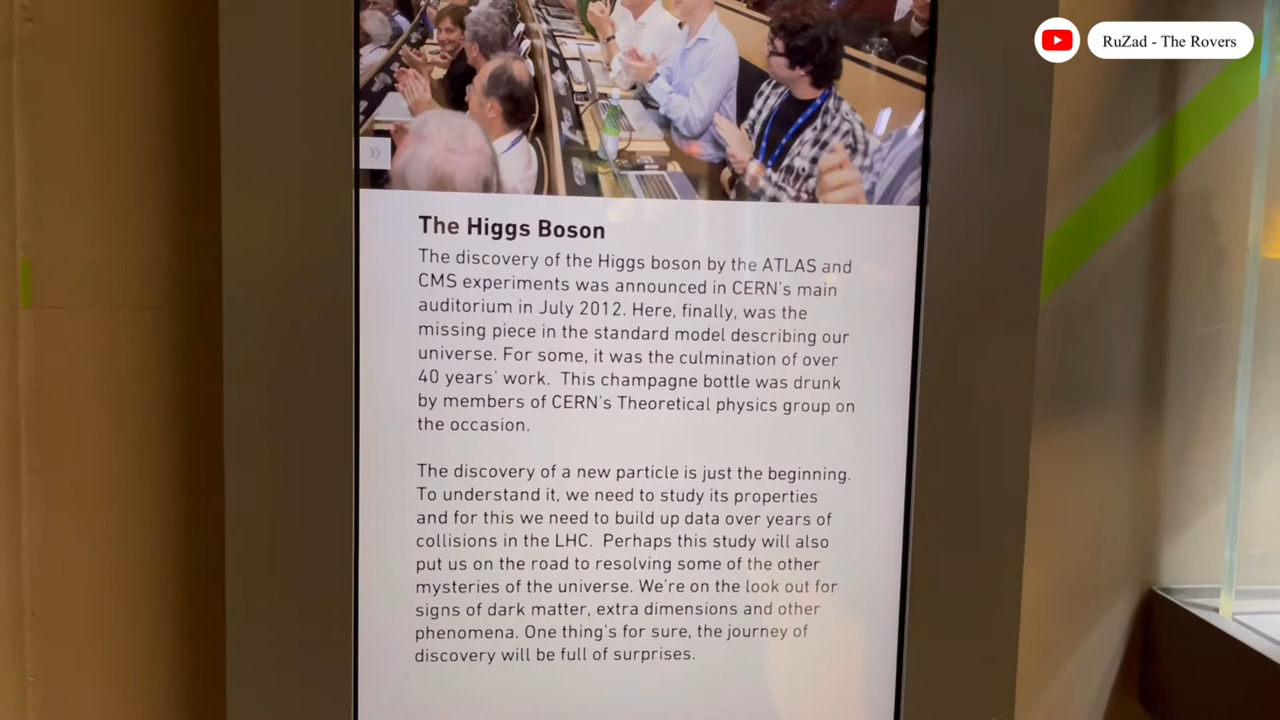 RuZad - The Rovers
The Higgs Boson
The discovery of the Higgs boson by the ATLAS and
CMS experiments was announced in CERN's main
auditorium in July 2012. Here, finally, was the
missing piece in the standard model describing our
universe. For some, it was the culmination of over
40 years' work. This champagne bottle was drunk
by members of CERN's Theoretical physics group on
the occasion.
The discovery of a new particle is just the beginning.
To understand it, we need to study its properties
and for this we need to build up data over years of
collisions in the LHC. Perhaps this study will also
put us on the road to resolving some of the other
mysteries of the universe. We're on the look out for
signs of dark matter, extra dimensions and other
phenomena. One thing's for sure, the journey of
discovery will be full of surprises.